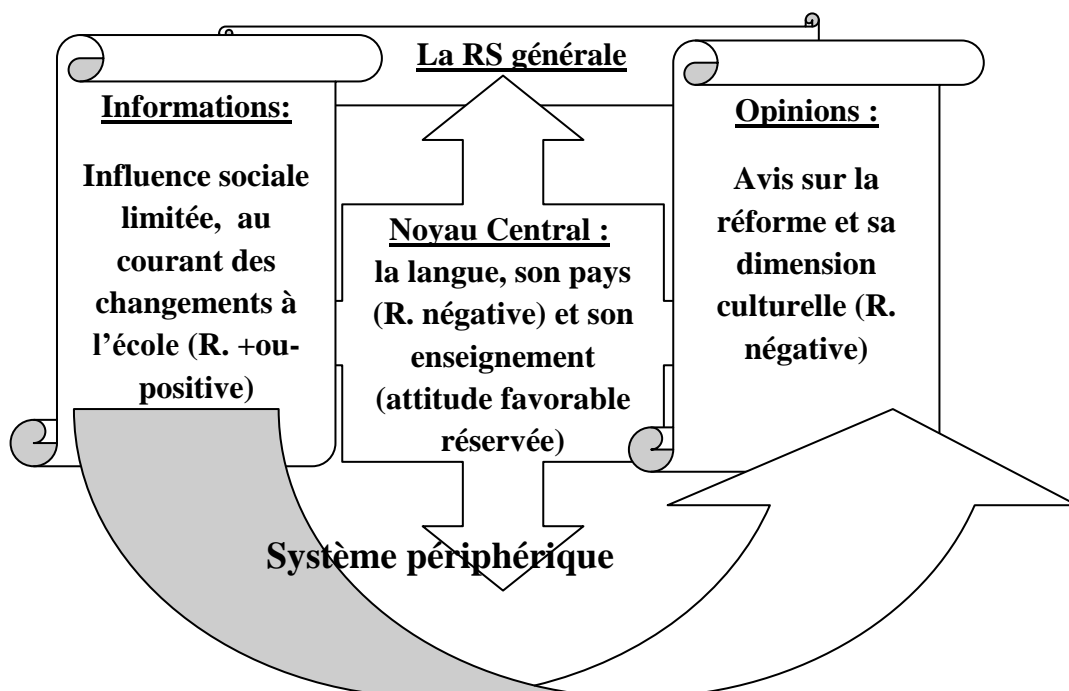 La RS générale
Informations:
Influence sociale
limitée, au
courant des
changements à
l'école (R. +ou-
positive)
Noyau Central :
la langue, son pays
(R. négative) et son
enseignement
(attitude favorable
réservée)
Opinions :
Avis sur la
réforme et sa
dimension
culturelle (R.
négative)
Système périphérique